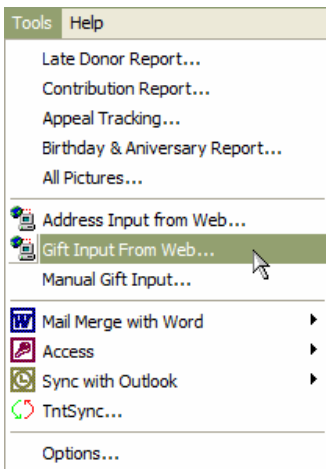 Tools Help
Late Donor Report...
Contribution Report...
Appeal Tracking...
Birthday & Aniversary Report...
All Pictures...
Address Input from Web...
Gift Input From Web...
Manual Gift Input...
Mail Merge with Word
Access
Sync with Outlook
TntSync...
Options...